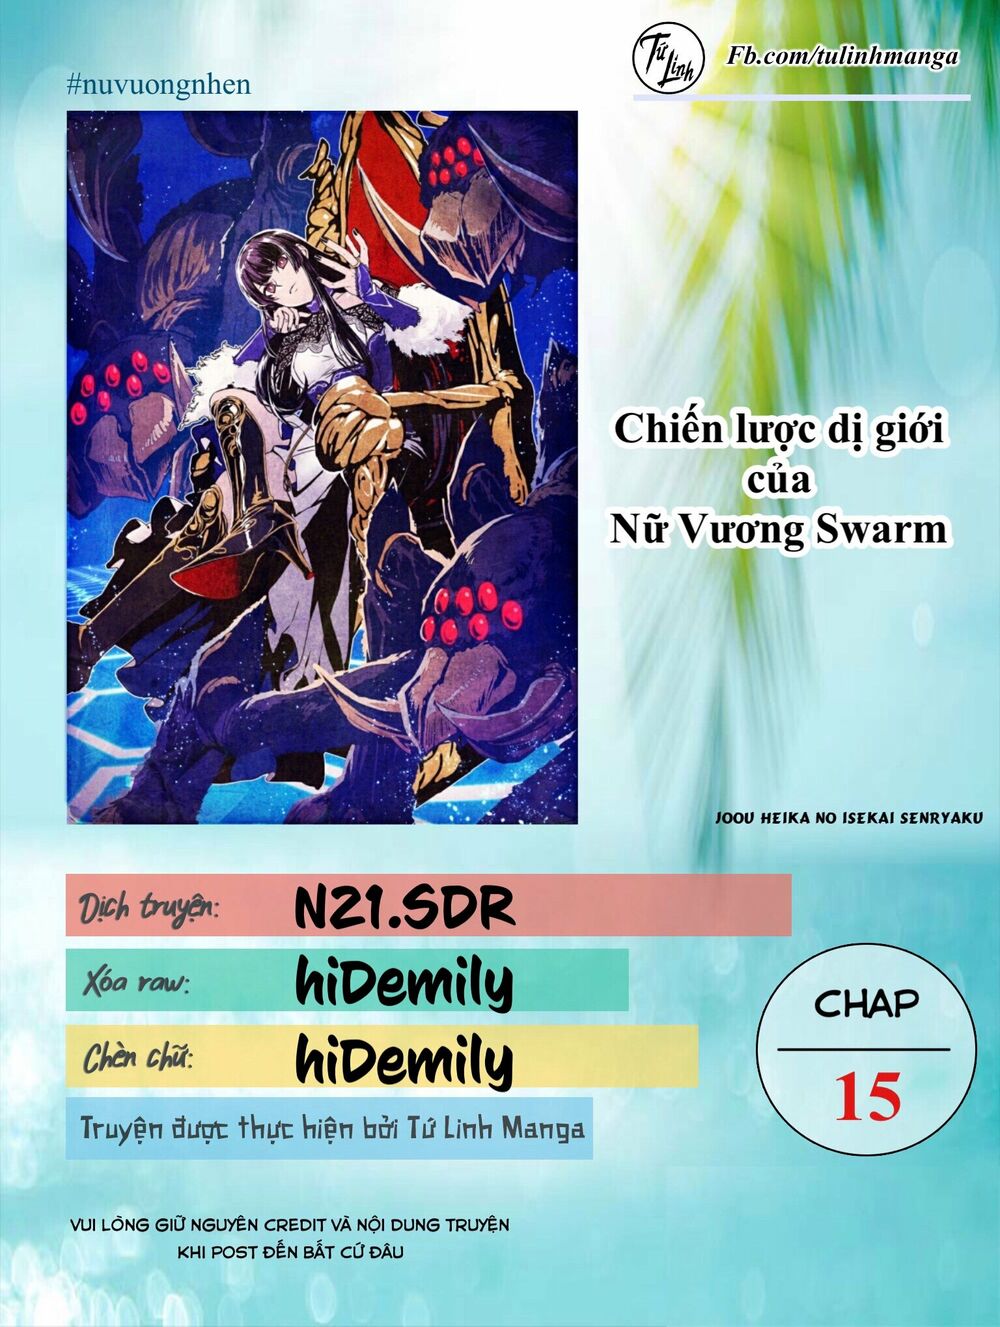 #nuvuongnhen
Tứ
Linh
Fb.com/tulinhmanga
Chiến lược dị giới
của
Nữ Vương Swarm
JOOU HEIKA NO ISEKAI SENRYAKU
Dịch truyện: N21.SDR
Xóa raw: hiDemily
Chèn chữ: hiDemily
Truyện được thực hiện bởi Tứ Linh Manga
CHAP
15
VUI LÒNG GIỮ NGUYÊN CREDIT VÀ NỘI DUNG TRUYỆN
KHI POST ĐẾN BẤT CỨ ĐÂU